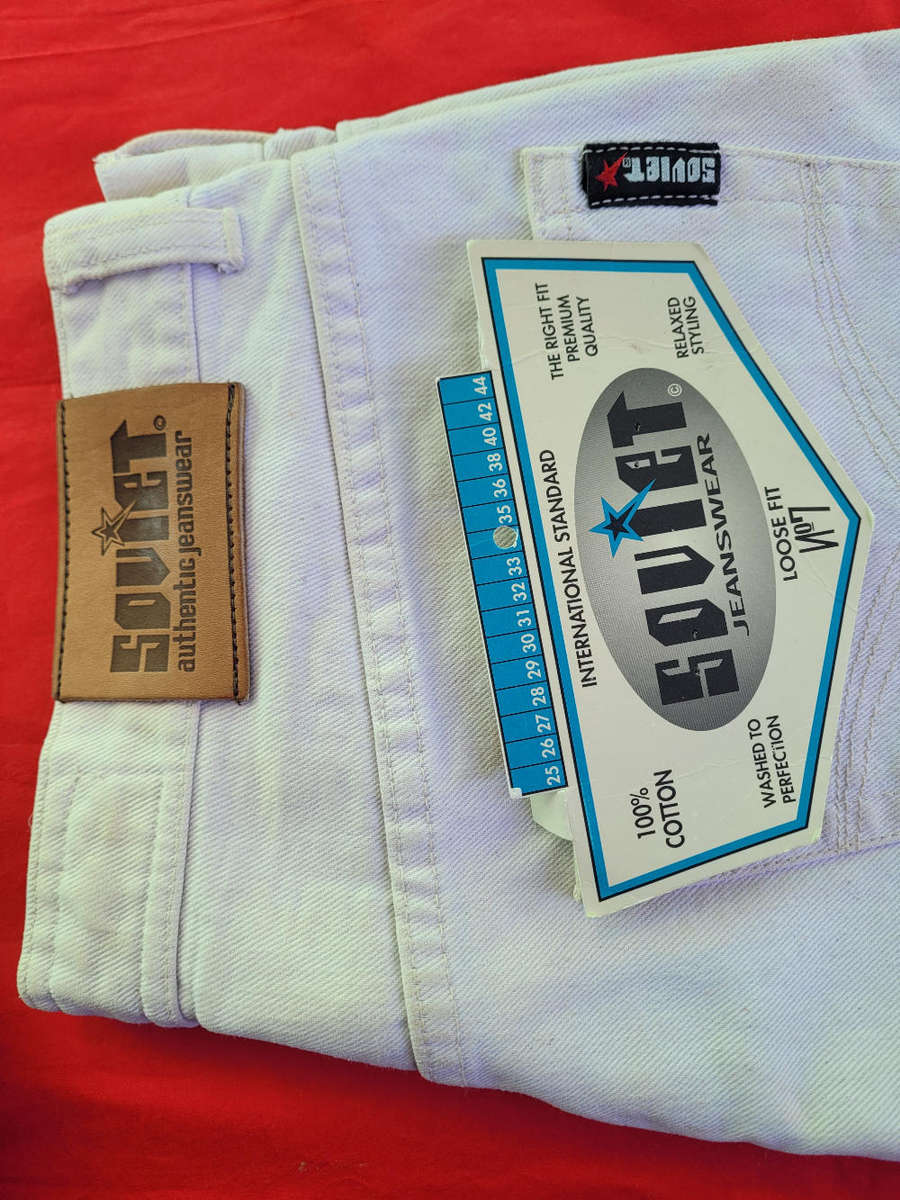 SOVIET
SOVIET©
authentic jeanswear
25 26 27 28 29 30 31 32 33 35 36 38 40 42 44
INTERNATIONAL STANDARD
THE RIGHT FIT
PREMIUM
QUALITY
RELAXED
STYLING
SOVIET©
JEANSWEAR
100%
COTTON
WASHED TO
PERFECTION
LOOSE FIT
Nº7